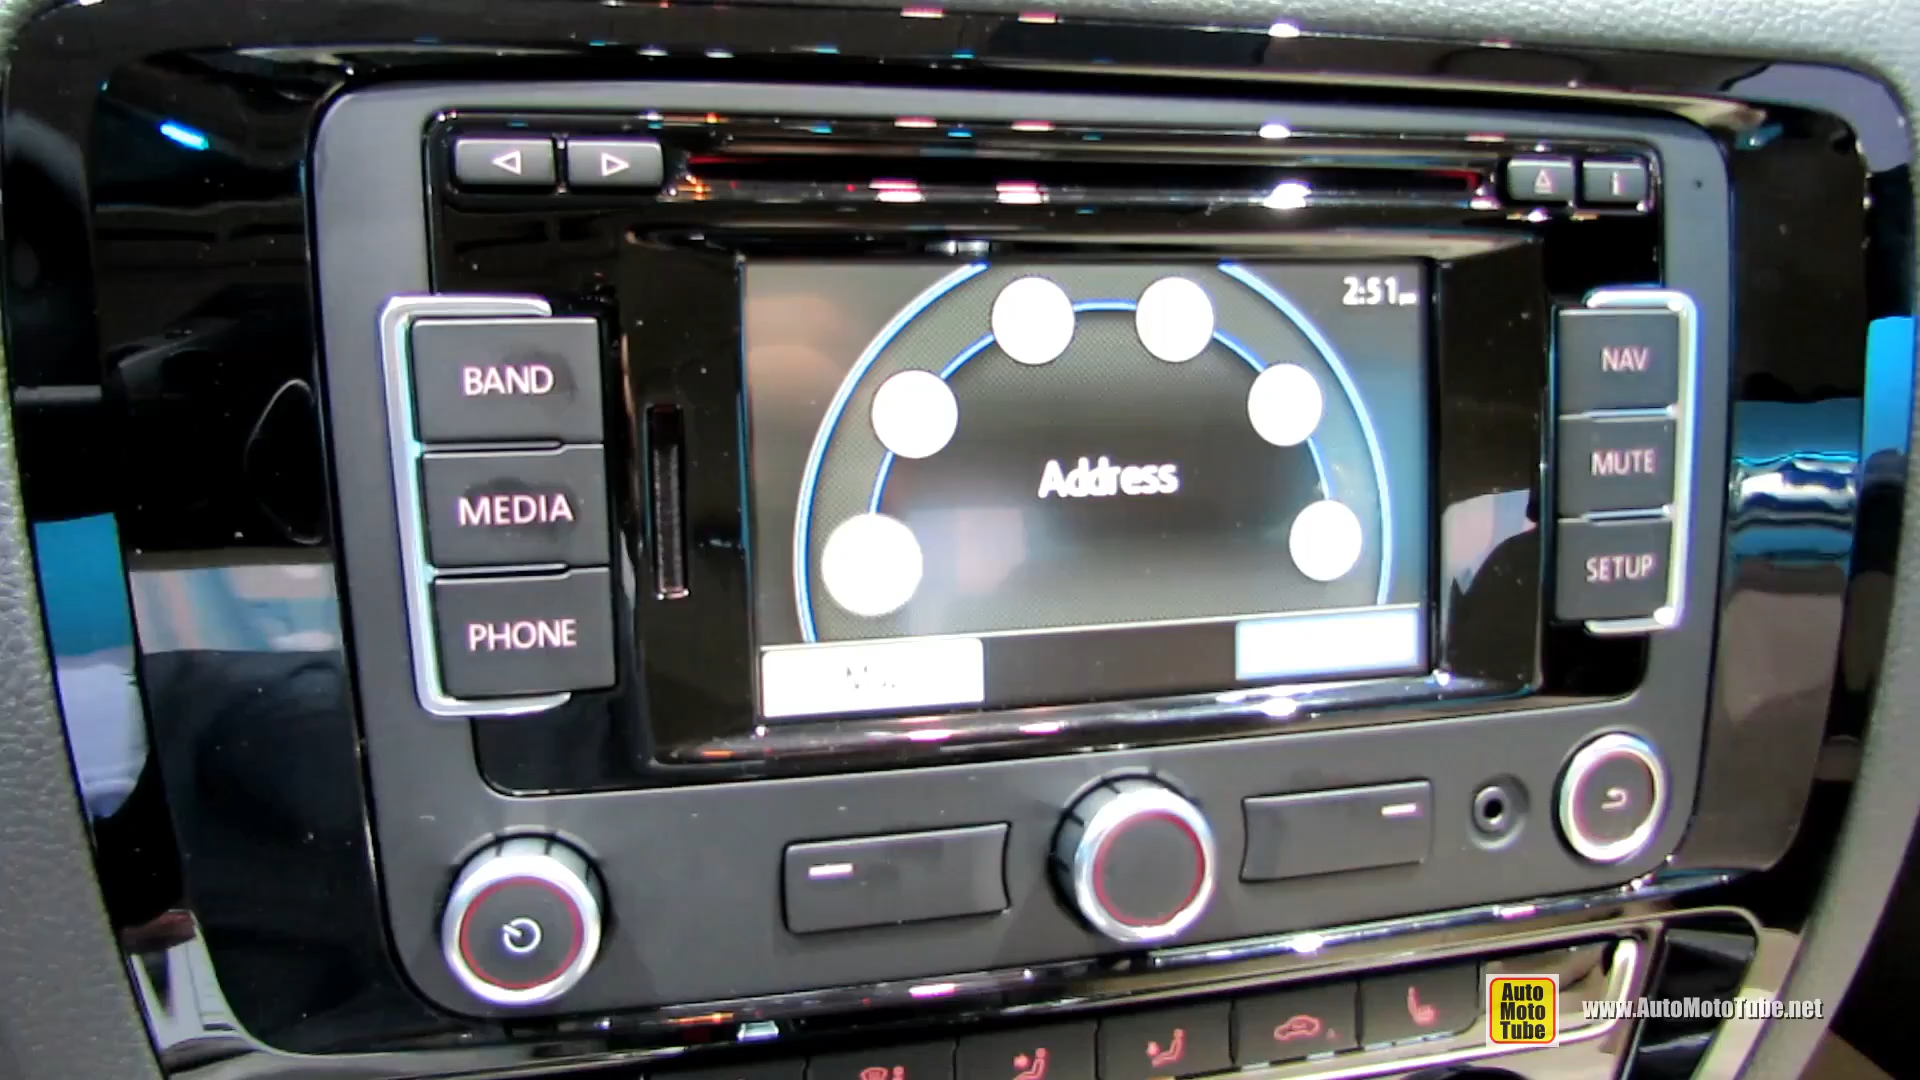 i
2:51
BAND
NAV
MEDIA
Address
MUTE
PHONE
SETUP
Auto
Moto
Tube
www.AutoMotoTube.net